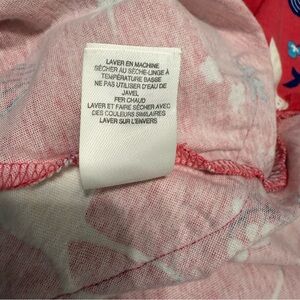 LAVER EN MACHINE
SÉCHER AU SÈCHE-LINGE À
TEMPÉRATURE BASSE
NE PAS UTILISER D'EAU DE
JAVEL
FER CHAUD
LAVER ET FAIRE SÉCHER AVEC
DES COULEURS SIMILAIRES
LAVER SUR L'ENVERS